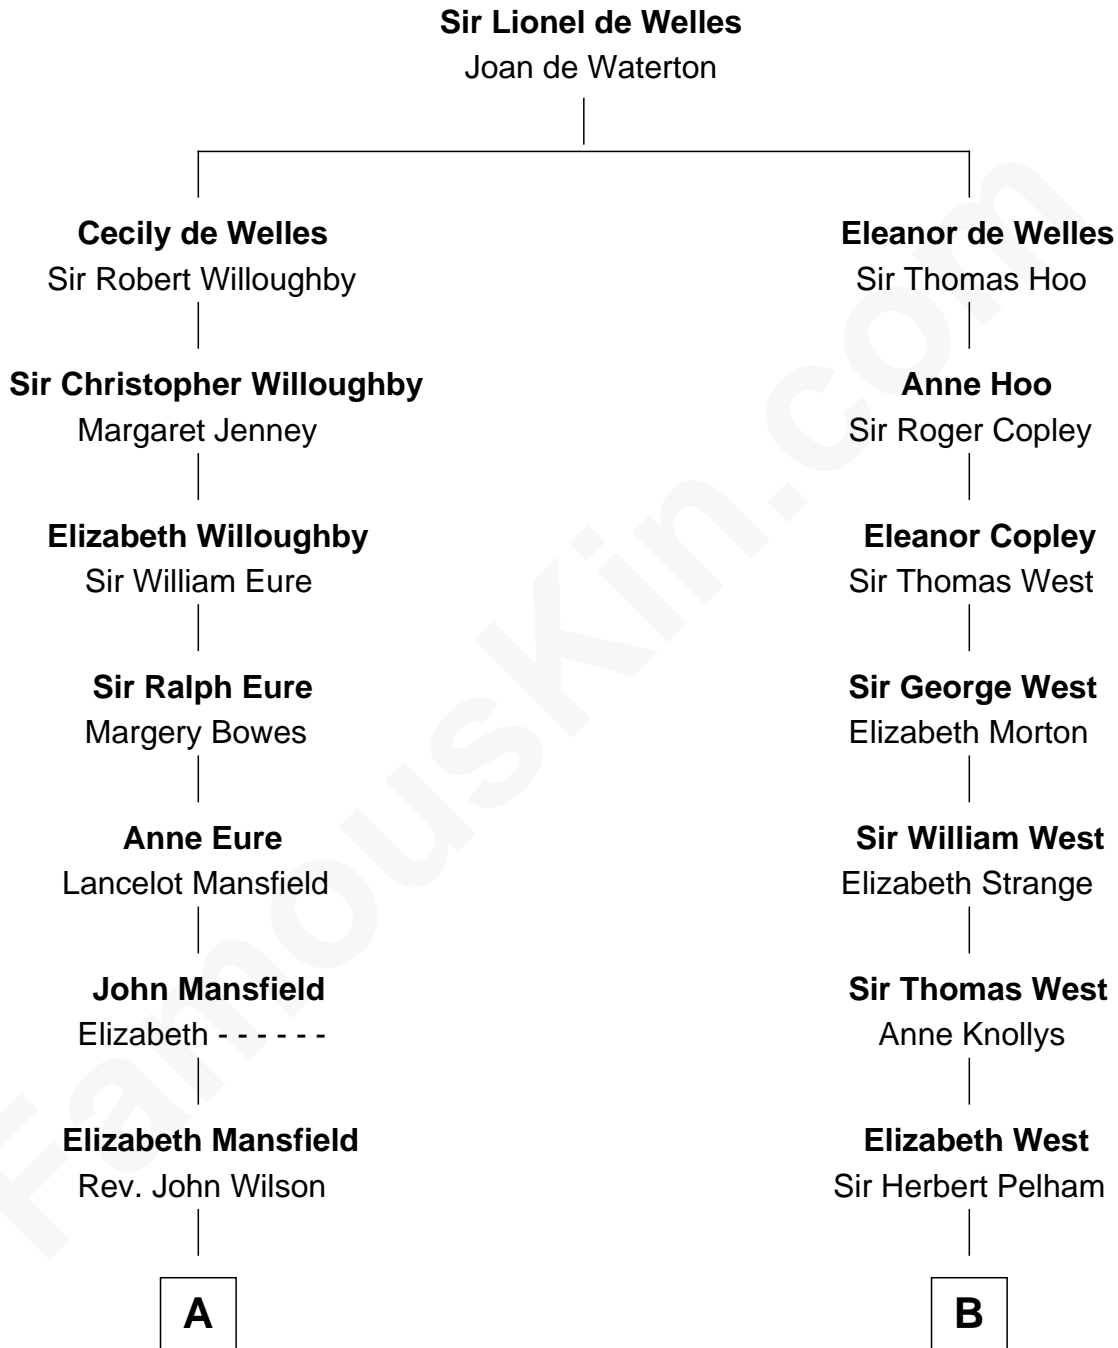 Sir Lionel de Welles
Joan de Waterton
Cecily de Welles
Sir Robert Willoughby
Eleanor de Welles
Sir Thomas Hoo
Sir Christopher Willoughby
Margaret Jenney
Anne Hoo
Sir Roger Copley
Elizabeth Willoughby
Sir William Eure
Eleanor Copley
Sir Thomas West
Sir Ralph Eure
Margery Bowes
Sir George West
Elizabeth Morton
Anne Eure
Lancelot Mansfield
Sir William West
Elizabeth Strange
John Mansfield
Elizabeth - - - - - -
Sir Thomas West
Anne Knollys
Elizabeth Mansfield
Rev. John Wilson
Elizabeth West
Sir Herbert Pelham
A
B
FamousKin.com